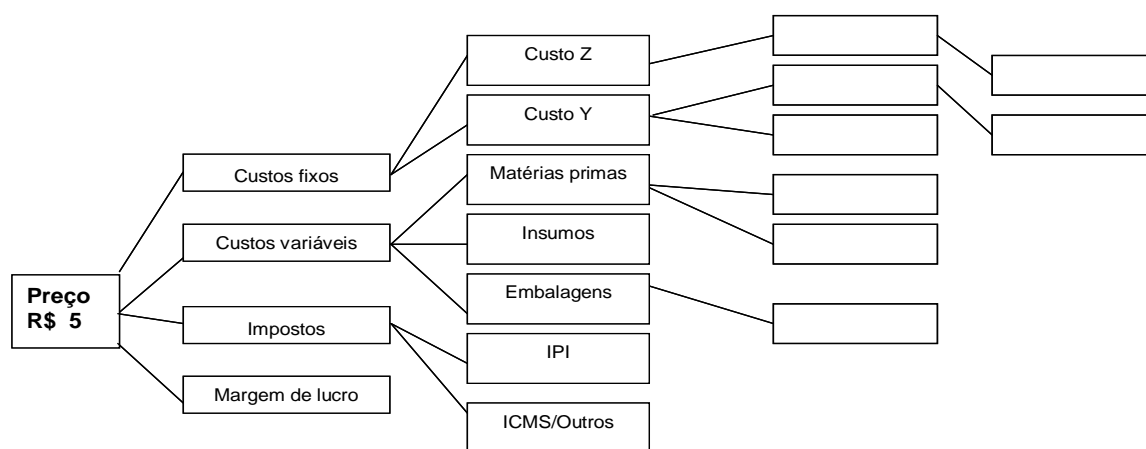 Custo Z
Custo Y
Custos fixos
Matérias primas
Custos variáveis
Insumos
Preço
R$ 5
Embalagens
Impostos
IPI
Margem de lucro
ICMS/Outros